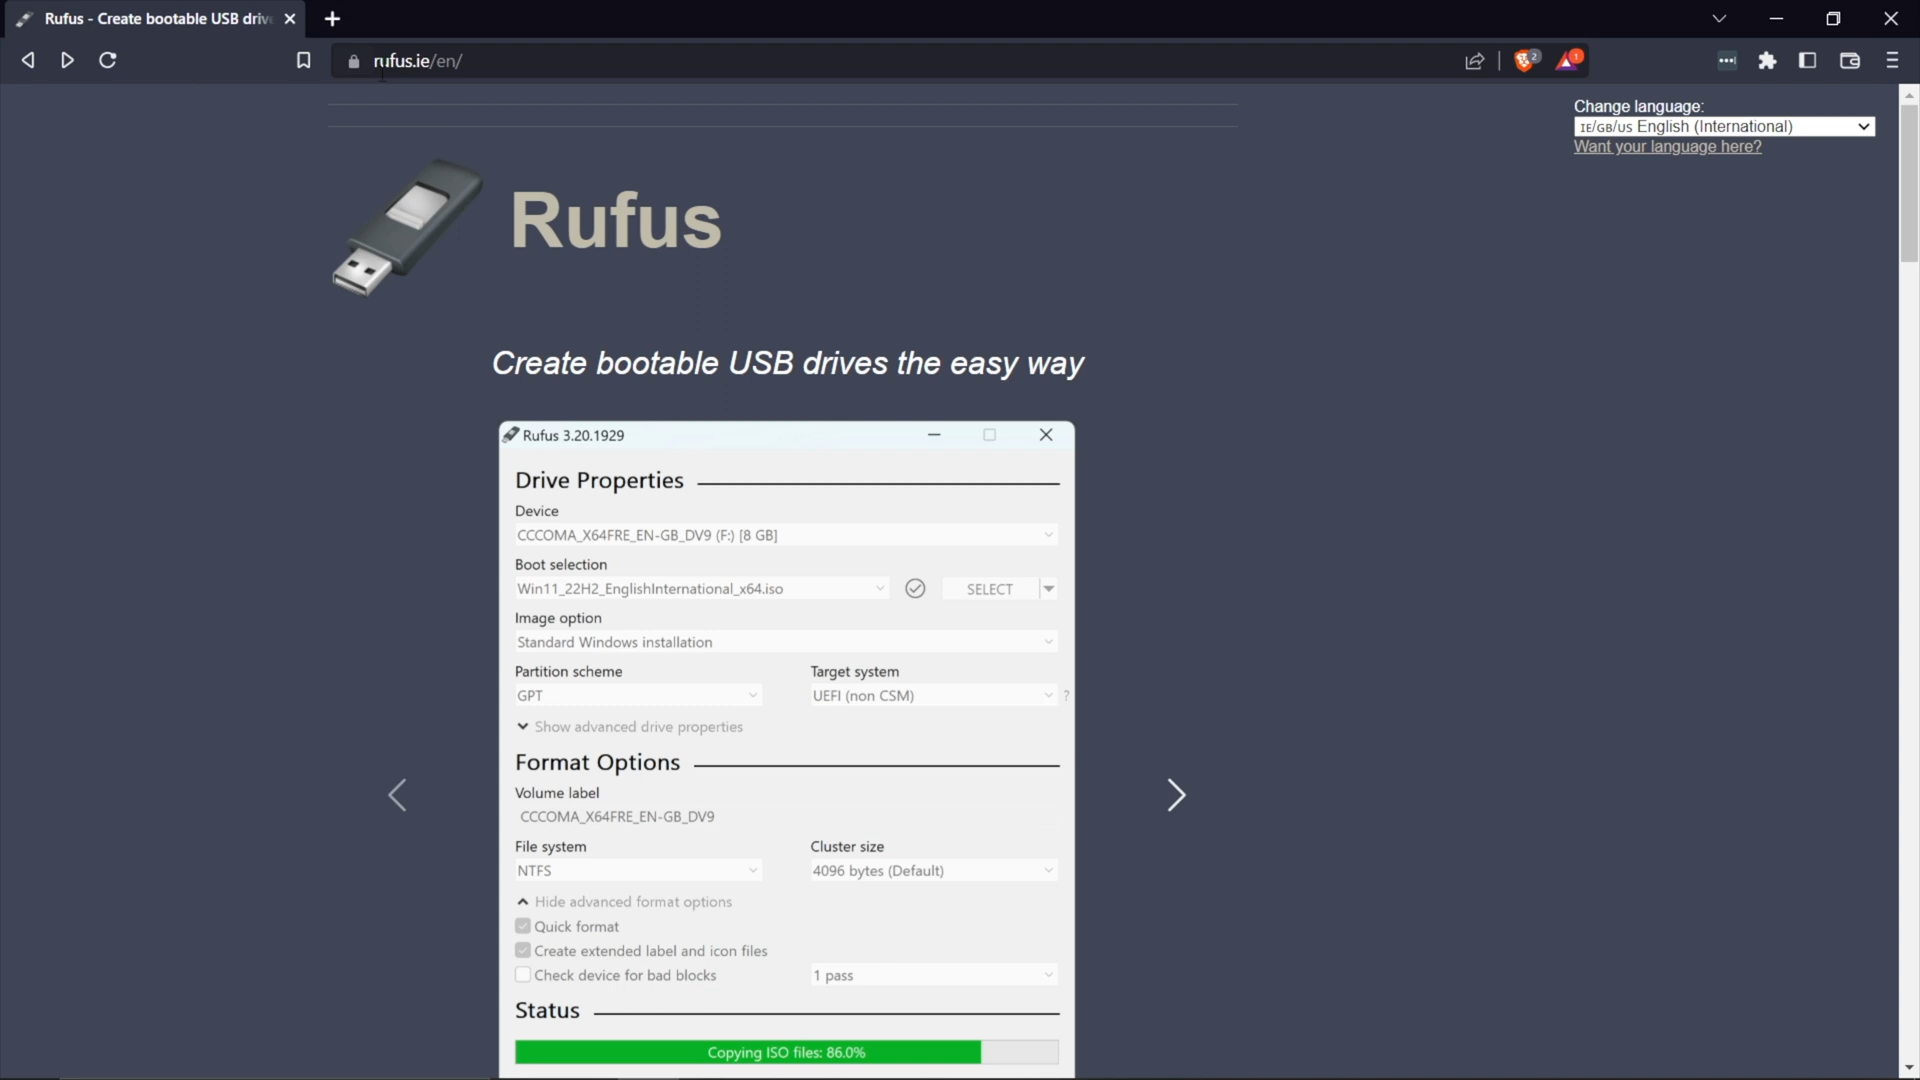 Rufus - Create bootable USB driv
rufus.ie/en/
2
1
Change language:
IE/GB/US English (International)
Want your language here?
Rufus
Create bootable USB drives the easy way
Rufus 3.20.1929
Drive Properties
Device
CCCOMA_X64FRE_EN-GB_DV9 (F:) [8 GB]
Boot selection
Win11_22H2_EnglishInternational_x64.iso
SELECT
Image option
Standard Windows installation
Partition scheme
Target system
GPT
UEFI (non CSM)
?
Show advanced drive properties
Format Options
Volume label
CCCOMA_X64FRE_EN-GB_DV9
File system
Cluster size
NTFS
4096 bytes (Default)
Hide advanced format options
Quick format
Create extended label and icon files
Check device for bad blocks
1 pass
Status
Copying ISO files: 86.0%